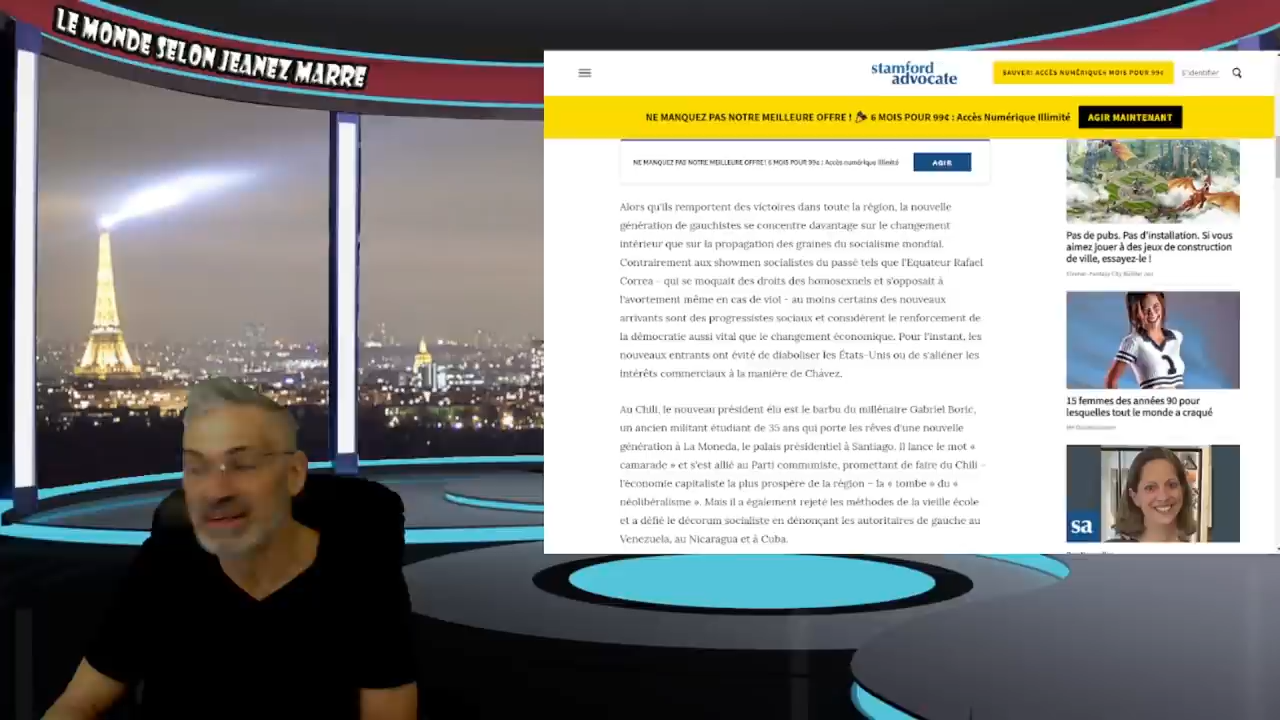 LE MONDE SELON JEANEZ MARRE
stamford
advocate
SAUVER! ACCÈS NUMÉRIQUE6 MOIS POUR 99¢
S'identifier
NE MANQUEZ PAS NOTRE MEILLEURE OFFRE ! 6 MOIS POUR 99¢ : Accès Numérique Illimité
AGIR MAINTENANT
NE MANQUEZ PAS NOTRE MEILLEURE OFFRE! 6 MOIS POUR 99¢ : Accès numérique illimité
AGIR
Alors qu'ils remportent des victoires dans toute la région, la nouvelle
génération de gauchistes se concentre davantage sur le changement
intérieur que sur la propagation des graines du socialisme mondial.
Contrairement aux showmen socialistes du passé tels que l'Equateur Rafael
Correa - qui se moquait des droits des homosexuels et s'opposait à
l'avortement même en cas de viol - au moins certains des nouveaux
arrivants sont des progressistes sociaux et considèrent le renforcement de
la démocratie aussi vital que le changement économique. Pour l'instant, les
nouveaux entrants ont évité de diaboliser les États-Unis ou de s'aliéner les
intérêts commerciaux à la manière de Chávez.
Au Chili, le nouveau président élu est le barbu du millénaire Gabriel Boric,
un ancien militant étudiant de 35 ans qui porte les rêves d'une nouvelle
génération à La Moneda, le palais présidentiel à Santiago. Il lance le mot «
camarade » et s'est allié au Parti communiste, promettant de faire du Chili -
l'économie capitaliste la plus prospère de la région - la « tombe » du «
néolibéralisme ». Mais il a également rejeté les méthodes de la vieille école
et a défié le décorum socialiste en dénonçant les autoritaires de gauche au
Venezuela, au Nicaragua et à Cuba.
Pas de pubs. Pas d'installation. Si vous
aimez jouer à des jeux de construction
de ville, essayez-le !
15 femmes des années 90 pour
lesquelles tout le monde a craqué
sa